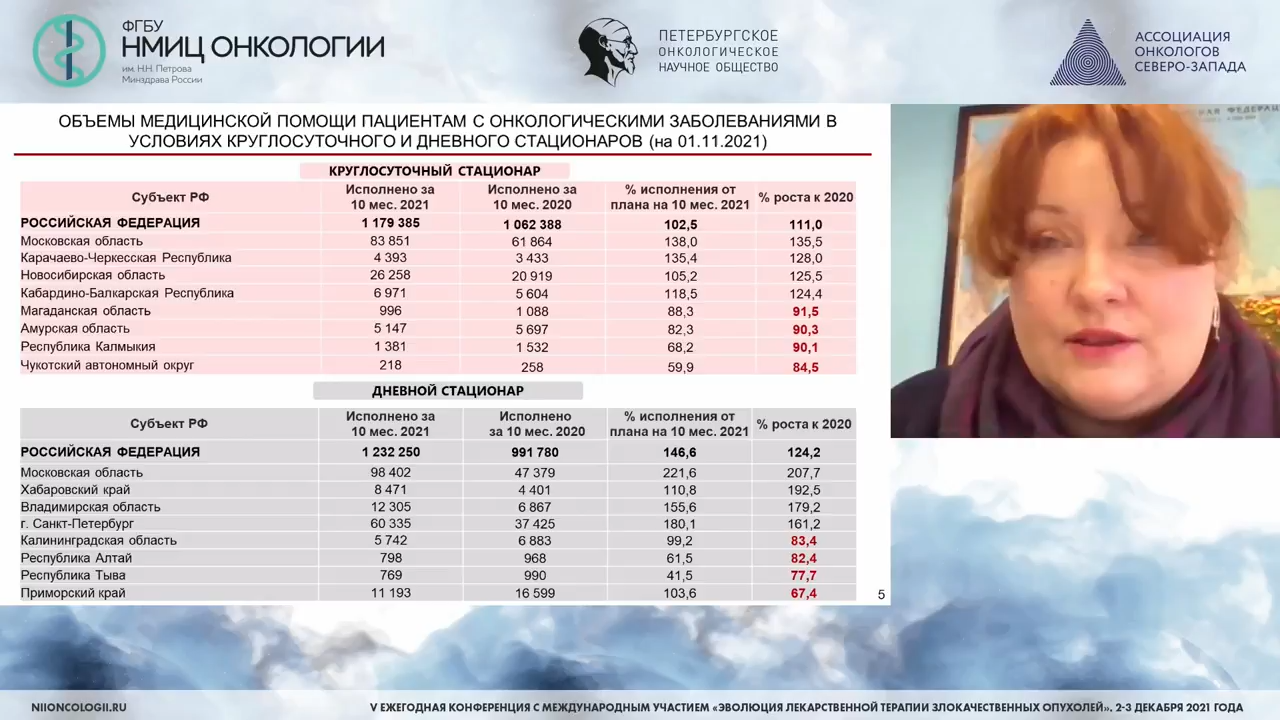 ФГБУ
НМИЦ ОНКОЛОГИИ
им. Н.Н. Петрова
Минздрава России
ПЕТЕРБУРГСКОЕ
ОНКОЛОГИЧЕСКОЕ
НАУЧНОЕ ОБЩЕСТВО
АССОЦИАЦИЯ
ОНКОЛОГОВ
СЕВЕРО-ЗАПАДА
ОБЪЕМЫ МЕДИЦИНСКОЙ ПОМОЩИ ПАЦИЕНТАМ С ОНКОЛОГИЧЕСКИМИ ЗАБОЛЕВАНИЯМИ В
УСЛОВИЯХ КРУГЛОСУТОЧНОГО И ДНЕВНОГО СТАЦИОНАРОВ (на 01.11.2021)
КРУГЛОСУТОЧНЫЙ СТАЦИОНАР
Субъект РФ Исполнено за 10 мес. 2021 Исполнено за 10 мес. 2020 % исполнения от плана на 10 мес. 2021 % роста к 2020
РОССИЙСКАЯ ФЕДЕРАЦИЯ 1 179 385 1 062 388 102,5 111,0
Московская область 83 851 61 864 138,0 135,5
Карачаево-Черкесская Республика 4 393 3 433 135,4 128,0
Новосибирская область 26 258 20 919 105,2 125,5
Кабардино-Балкарская Республика 6 971 5 604 118,5 124,4
Магаданская область 996 1 088 88,3 91,5
Амурская область 5 147 5 697 82,3 90,3
Республика Калмыкия 1 381 1 532 68,2 90,1
Чукотский автономный округ 218 258 59,9 84,5
ДНЕВНОЙ СТАЦИОНАР
Субъект РФ Исполнено за 10 мес. 2021 Исполнено за 10 мес. 2020 % исполнения от плана на 10 мес. 2021 % роста к 2020
РОССИЙСКАЯ ФЕДЕРАЦИЯ 1 232 250 991 780 146,6 124,2
Московская область 98 402 47 379 221,6 207,7
Хабаровский край 8 471 4 401 110,8 192,5
Владимирская область 12 305 6 867 155,6 179,2
г. Санкт-Петербург 60 335 37 425 180,1 161,2
Калининградская область 5 742 6 883 99,2 83,4
Республика Алтай 798 968 61,5 82,4
Республика Тыва 769 990 41,5 77,7
Приморский край 11 193 16 599 103,6 67,4
5
NIIONCOLOGII.RU
V ЕЖЕГОДНАЯ КОНФЕРЕНЦИЯ С МЕЖДУНАРОДНЫМ УЧАСТИЕМ «ЭВОЛЮЦИЯ ЛЕКАРСТВЕННОЙ ТЕРАПИИ ЗЛОКАЧЕСТВЕННЫХ ОПУХОЛЕЙ». 2-3 ДЕКАБРЯ 2021 ГОДА